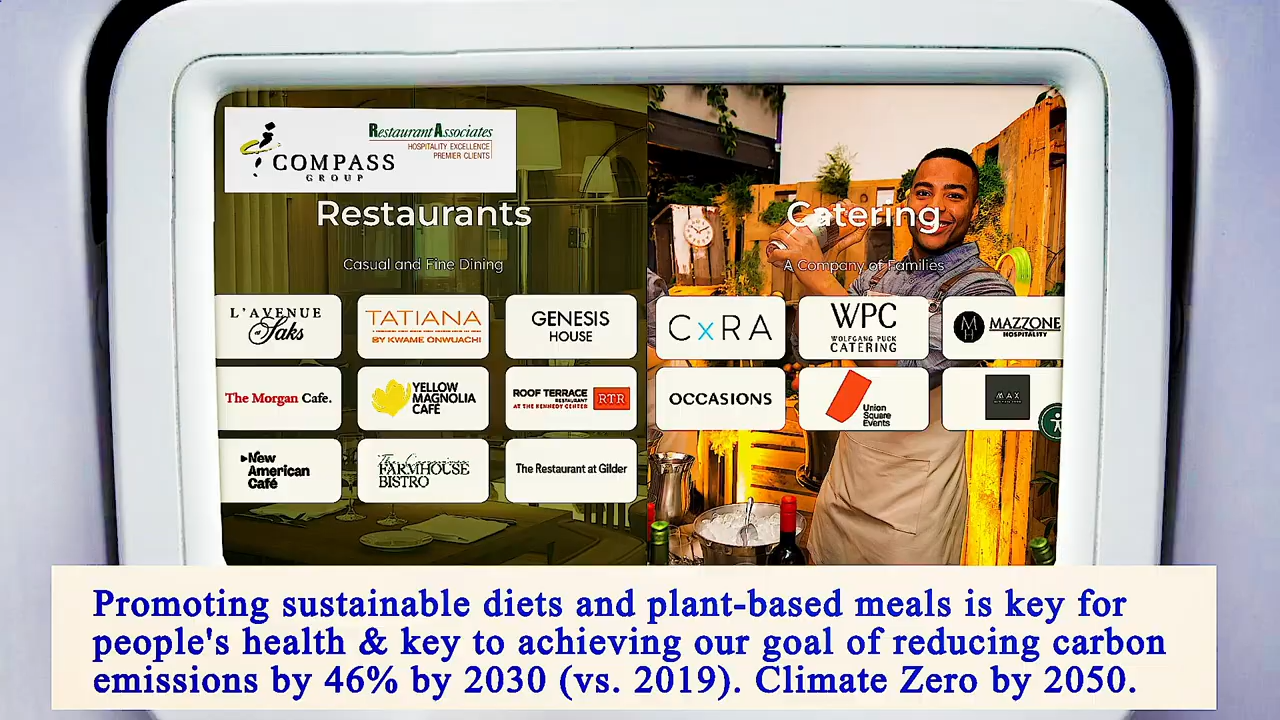 Restaurant Associates
HOSPITALITY EXCELLENCE
PREMIER CLIENTS
COMPASS
GROUP
Restaurants
Casual and Fine Dining
L'AVENUE
Saks
TATIANA
BY KWAME ONWUACHI
GENESIS
HOUSE
The Morgan Cafe.
YELLOW
MAGNOLIA
CAFÉ
ROOF TERRACE
RESTAURANT
AT THE KENNEDY CENTER
RTR
New
American
Café
FARMHOUSE
BISTRO
The Restaurant at Gilder
Catering
A Company of Families
CxRA
WPC
WOLFGANG PUCK
CATERING
MH
MAZZONE
HOSPITALITY
OCCASIONS
Union
Square
Events
MAX
Promoting sustainable diets and plant-based meals is key for
people's health & key to achieving our goal of reducing carbon
emissions by 46% by 2030 (vs. 2019). Climate Zero by 2050.